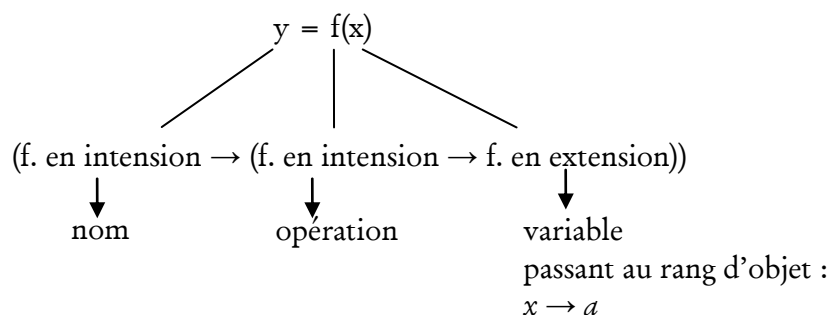 y = f(x)
(f. en intension → (f. en intension → f. en extension))
nom opération variable
passant au rang d’objet :
x → a